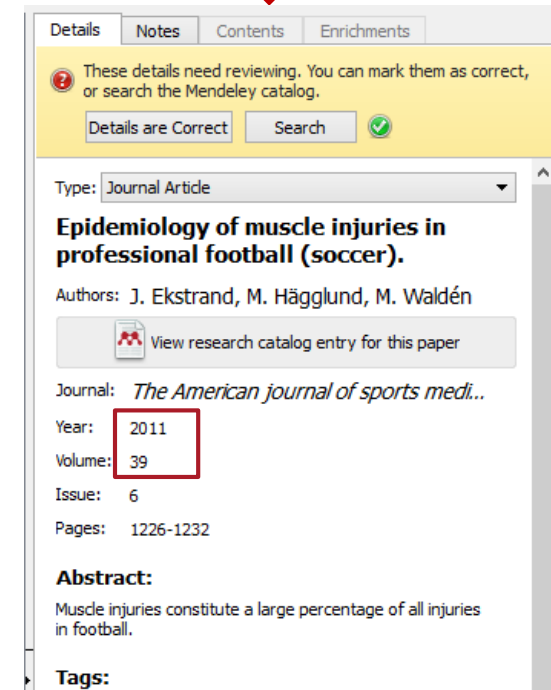 Details Notes Contents Enrichments
These details need reviewing. You can mark them as correct,
or search the Mendeley catalog.
Details are Correct Search
Type: Journal Article
Epidemiology of muscle injuries in
professional football (soccer).
Authors: J. Ekstrand, M. Hägglund, M. Waldén
View research catalog entry for this paper
Journal: The American journal of sports medi...
Year: 2011
Volume: 39
Issue: 6
Pages: 1226-1232
Abstract:
Muscle injuries constitute a large percentage of all injuries
in football.
Tags: